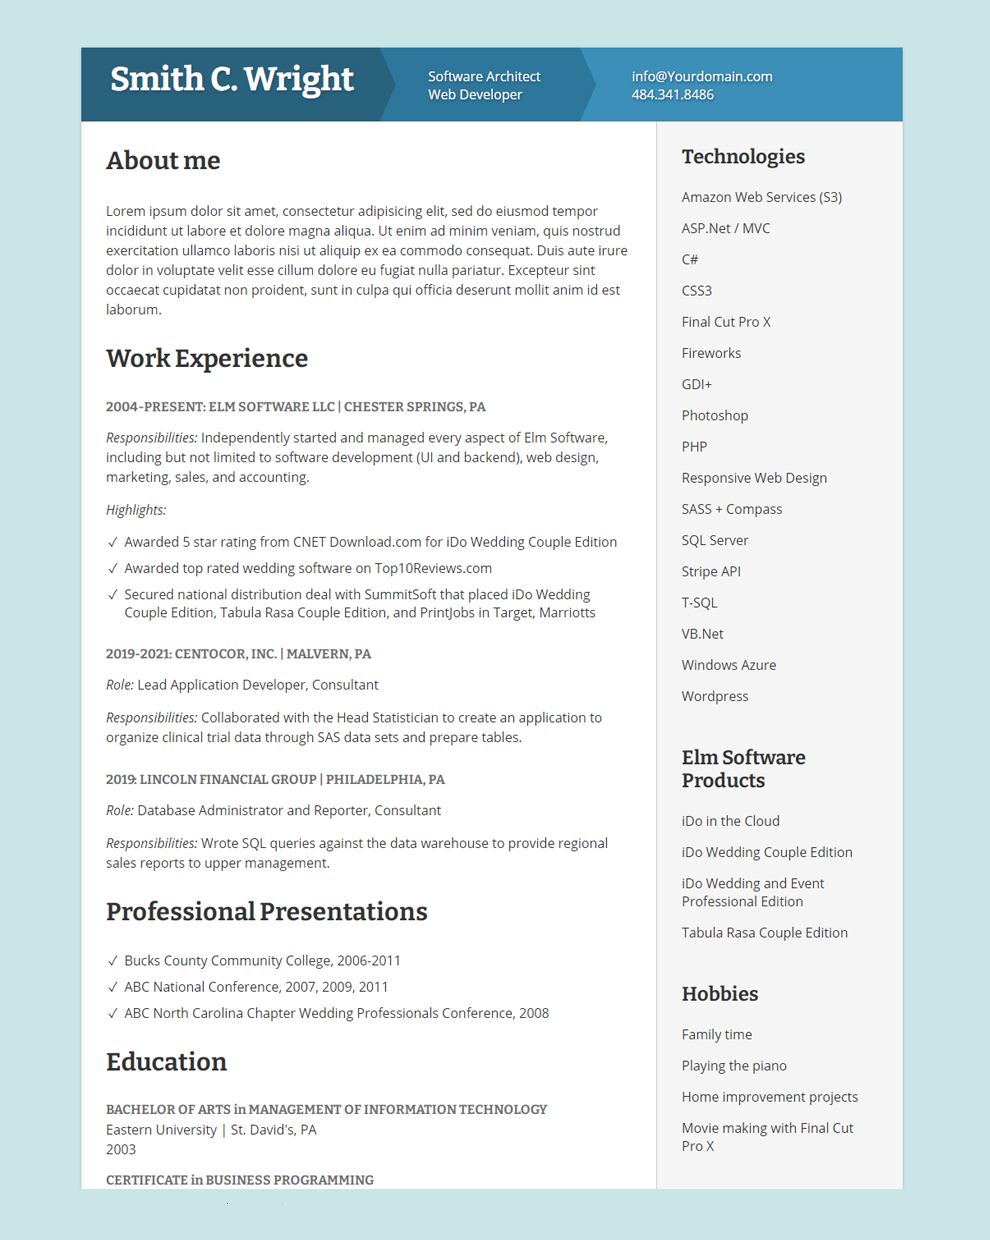 Smith C. Wright
Software Architect
Web Developer
info@Yourdomain.com
484.341.8486
About me
Lorem ipsum dolor sit amet, consectetur adipisicing elit, sed do eiusmod tempor
incididunt ut labore et dolore magna aliqua. Ut enim ad minim veniam, quis nostrud
exercitation ullamco laboris nisi ut aliquip ex ea commodo consequat. Duis aute irure
dolor in voluptate velit esse cillum dolore eu fugiat nulla pariatur. Excepteur sint
occaecat cupidatat non proident, sunt in culpa qui officia deserunt mollit anim id est
laborum.
Work Experience
2004-PRESENT: ELM SOFTWARE LLC | CHESTER SPRINGS, PA
Responsibilities: Independently started and managed every aspect of Elm Software,
including but not limited to software development (UI and backend), web design,
marketing, sales, and accounting.
Highlights:
✓ Awarded 5 star rating from CNET Download.com for iDo Wedding Couple Edition
✓ Awarded top rated wedding software on Top10Reviews.com
✓ Secured national distribution deal with SummitSoft that placed iDo Wedding
Couple Edition, Tabula Rasa Couple Edition, and PrintJobs in Target, Marriotts
2019-2021: CENTOCOR, INC. | MALVERN, PA
Role: Lead Application Developer, Consultant
Responsibilities: Collaborated with the Head Statistician to create an application to
organize clinical trial data through SAS data sets and prepare tables.
2019: LINCOLN FINANCIAL GROUP | PHILADELPHIA, PA
Role: Database Administrator and Reporter, Consultant
Responsibilities: Wrote SQL queries against the data warehouse to provide regional
sales reports to upper management.
Professional Presentations
✓ Bucks County Community College, 2006-2011
✓ ABC National Conference, 2007, 2009, 2011
✓ ABC North Carolina Chapter Wedding Professionals Conference, 2008
Education
BACHELOR OF ARTS in MANAGEMENT OF INFORMATION TECHNOLOGY
Eastern University | St. David's, PA
2003
CERTIFICATE in BUSINESS PROGRAMMING
Technologies
Amazon Web Services (S3)
ASP.Net / MVC
C#
CSS3
Final Cut Pro X
Fireworks
GDI+
Photoshop
PHP
Responsive Web Design
SASS + Compass
SQL Server
Stripe API
T-SQL
VB.Net
Windows Azure
Wordpress
Elm Software
Products
iDo in the Cloud
iDo Wedding Couple Edition
iDo Wedding and Event
Professional Edition
Tabula Rasa Couple Edition
Hobbies
Family time
Playing the piano
Home improvement projects
Movie making with Final Cut
Pro X